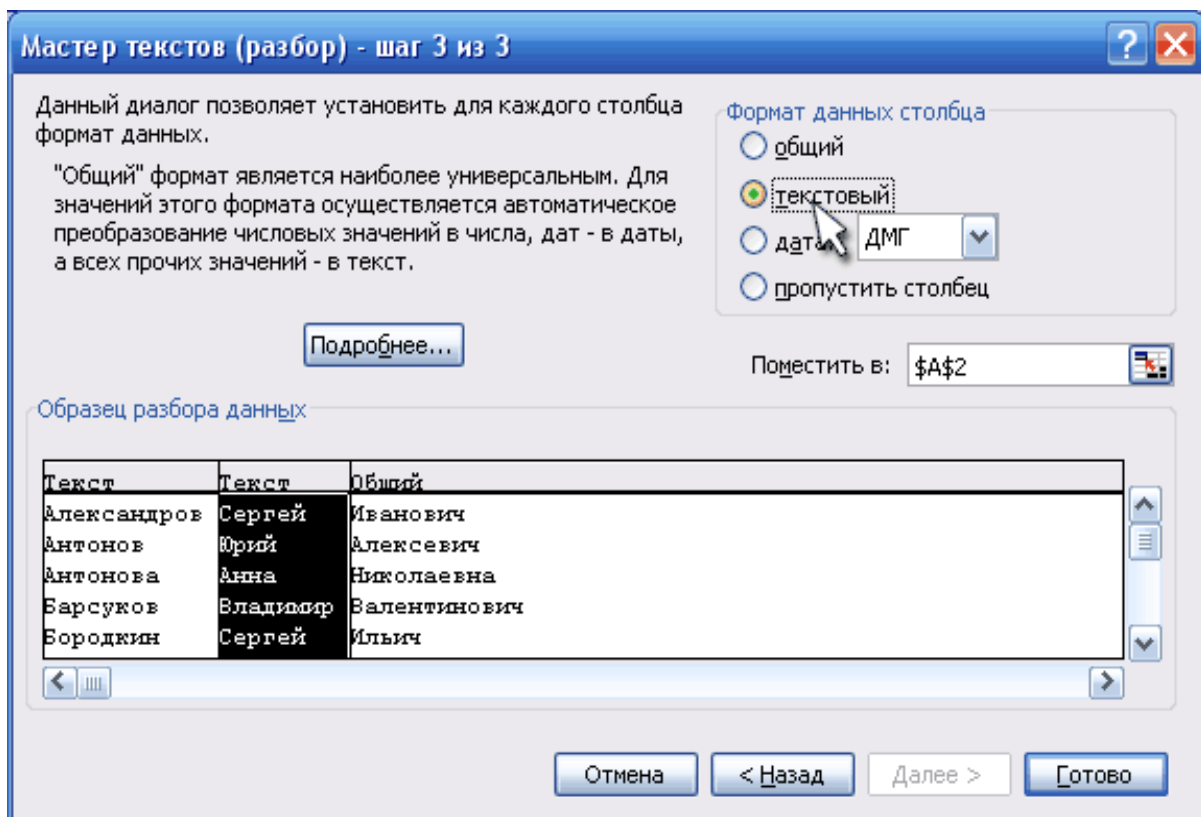 Мастер текстов (разбор) - шаг 3 из 3
Данный диалог позволяет установить для каждого столбца
формат данных.
"Общий" формат является наиболее универсальным. Для
значений этого формата осуществляется автоматическое
преобразование числовых значений в числа, дат - в даты,
а всех прочих значений - в текст.
Подробнее...
Формат данных столбца
общий
текстовый
дата: ДМГ
пропустить столбец
Поместить в: $A$2
Образец разбора данных
Текст Текст Общий
Александров Сергей Иванович
Антонов Юрий Алексевич
Антонова Анна Николаевна
Барсуков Владимир Валентинович
Бородкин Сергей Ильич
Отмена < Назад Далее > Готово